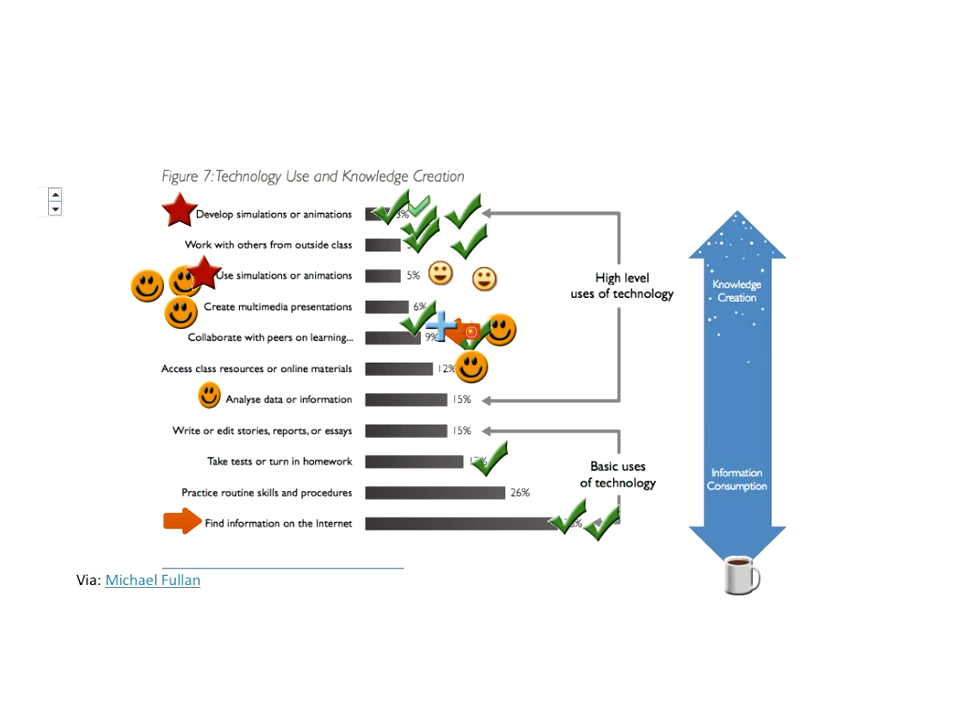 Figure 7: Technology Use and Knowledge Creation
Develop simulations or animations
3%
Work with others from outside class
Use simulations or animations
5%
Create multimedia presentations
6%
Collaborate with peers on learning...
9%
Access class resources or online materials
12%
Analyse data or information
15%
Write or edit stories, reports, or essays
15%
Take tests or turn in homework
Practice routine skills and procedures
26%
Find information on the Internet
High level
uses of technology
Basic uses
of technology
Knowledge
Creation
Information
Consumption
Via: Michael Fullan